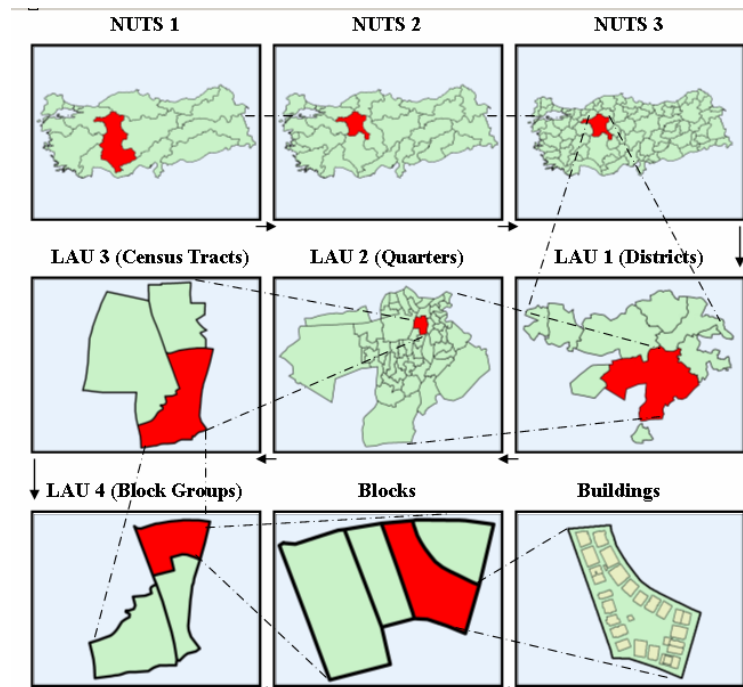 NUTS 1
NUTS 2
NUTS 3
LAU 3 (Census Tracts)
LAU 2 (Quarters)
LAU 1 (Districts)
LAU 4 (Block Groups)
Blocks
Buildings